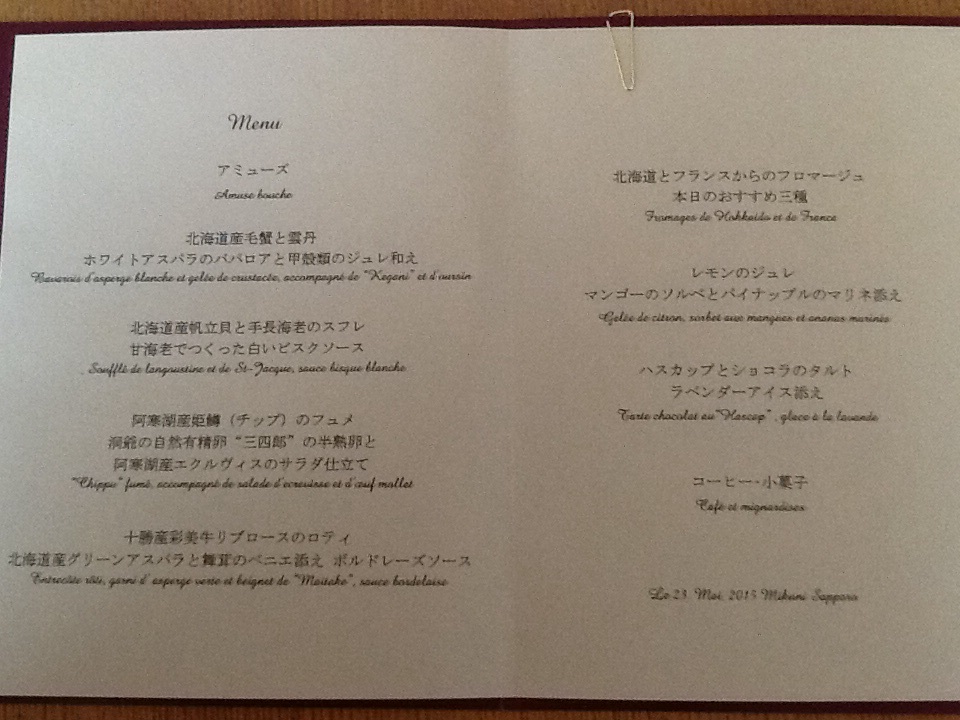 Menu
アミューズ
Amuse bouche
北海道産毛蟹と雲丹
ホワイトアスパラのババロアと甲殻類のジュレ和え
Bavarois d'asperge blanche et gelée de crustacée, accompagné de "Kegani" et d'oursin
北海道産帆立貝と手長海老のスフレ
甘海老でつくった白いビスクソース
Soufflé de langoustine et de St-Jacque, sauce bisque blanche
阿寒湖産姫鱒（チップ）のフュメ
洞爺の自然有精卵“三四郎”の半熟卵と
阿寒湖産エクルヴィスのサラダ仕立て
"Chippu" fumé, accompagné de salade d'ecrevisse et d'œuf mollet
十勝産彩美牛リブロースのロティ
北海道産グリーンアスパラと舞茸のベニエ添え ボルドレーズソース
Entrecôte rôti, garni d' asperge verte et beignet de "Maitake", sauce bordelaise
北海道とフランスからのフロマージュ
本日のおすすめ三種
Fromages de Hokkaido et de France
レモンのジュレ
マンゴーのソルベとパイナップルのマリネ添え
Gelée de citron, sorbet aux mangues et ananas marinés
ハスカップとショコラのタルト
ラベンダーアイス添え
Tarte chocolat au "Hascap" , glace à la lavande
コーヒー・小菓子
Café et mignardises
Le 23. Mai. 2015 Mikuni Sapporo